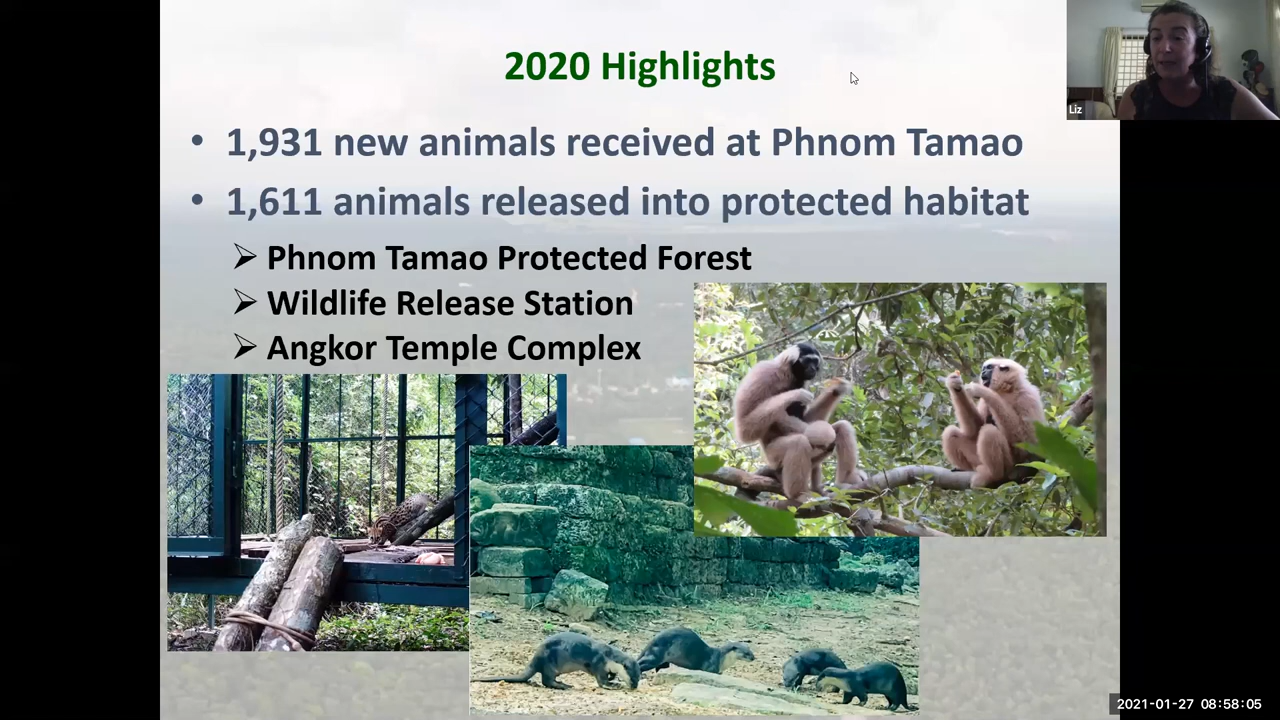 2020 Highlights
• 1,931 new animals received at Phnom Tamao
• 1,611 animals released into protected habitat
➢ Phnom Tamao Protected Forest
➢ Wildlife Release Station
➢ Angkor Temple Complex
Liz
2021-01-27 08:58:05